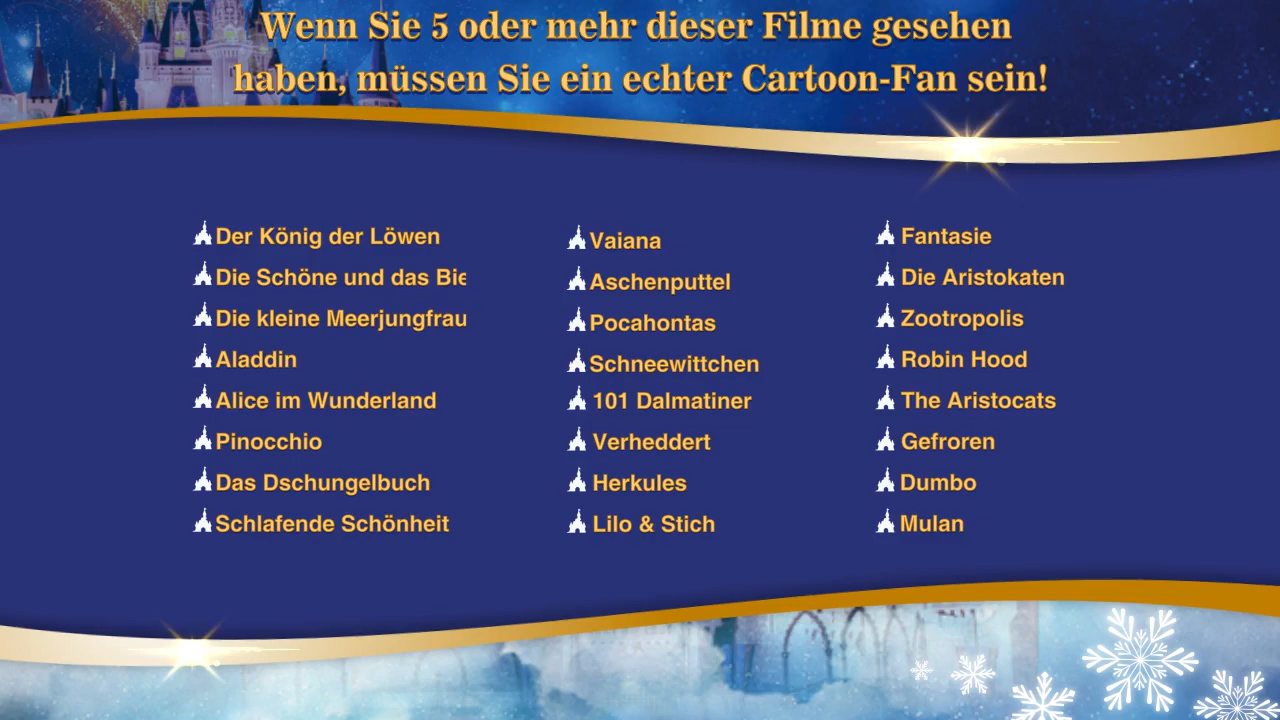 Wenn Sie 5 oder mehr dieser Filme gesehen
haben, müssen Sie ein echter Cartoon-Fan sein!
Der König der Löwen
Die Schöne und das Bie
Die kleine Meerjungfrau
Aladdin
Alice im Wunderland
Pinocchio
Das Dschungelbuch
Schlafende Schönheit
Vaiana
Aschenputtel
Pocahontas
Schneewittchen
101 Dalmatiner
Verheddert
Herkules
Lilo & Stich
Fantasie
Die Aristokaten
Zootropolis
Robin Hood
The Aristocats
Gefroren
Dumbo
Mulan